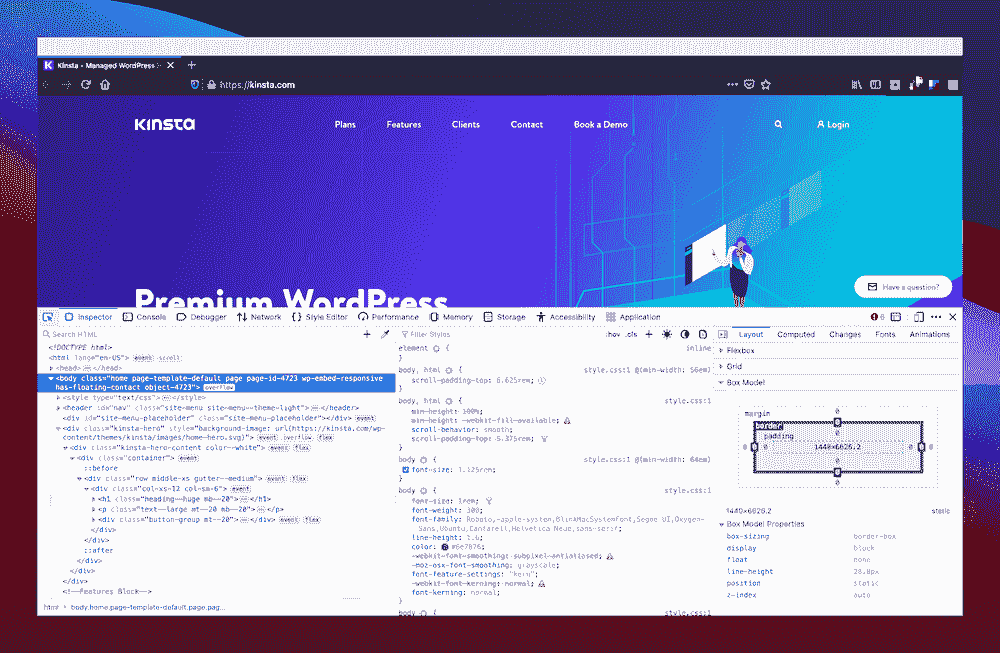 Kinsta - Managed WordPress
https://kinsta.com
KINSTA
Plans
Features
Clients
Contact
Book a Demo
Login
Premium WordPress
Have a question?
Inspector
Console
Debugger
Network
Style Editor
Performance
Memory
Storage
Accessibility
Application
6
Search HTML
<!DOCTYPE html>
<html lang="en-US"> event scroll
<head> </head>
<body class="home page-template-default page page-id-4723 wp-embed-responsive
has-floating-contact object-4723"> overflow
<style type="text/css"> </style>
<header id="nav" class="site-menu site-menu--theme-light"> </header>
<div id="site-menu-placeholder" class="site-menu-placeholder"></div> event
<div class="kinsta-hero" style="background-image: url(https://kinsta.com/wp-
content/themes/kinsta/images/home-hero.svg)"> event overflow flex
<div class="kinsta-hero-content color--white"> event flex
<div class="container"> event
::before
<div class="row middle-xs gutter--medium"> event flex
<div class="col-xs-12 col-sm-6"> event
<h1 class="heading--huge mb--20"> </h1>
<p class="text--large mt--20 mb--20"> </p>
<div class="button-group mt--20"> </div> event flex
</div>
</div>
::after
</div>
</div>
</div>
<!--Features Block-->
html
body.home.page-template-default.page.pag...
Filter Styles
:hov .cls
element {
inline
}
body, html {
style.css:1 @(min-width: 56em)
scroll-padding-top: 6.625rem;
}
body, html {
style.css:1
min-height: 100%;
min-height: -webkit-fill-available;
scroll-behavior: smooth;
scroll-padding-top: 5.375rem;
}
body {
style.css:1 @(min-width: 64em)
font-size: 1.125rem;
}
body {
style.css:1
font-size: 1rem;
font-weight: 300;
font-family: Roboto,-apple-system,BlinkMacSystemFont,Segoe UI,Oxygen-
Sans,Ubuntu,Cantarell,Helvetica Neue,sans-serif;
line-height: 1.6;
color: #6e7876;
-webkit-font-smoothing: subpixel-antialiased;
-moz-osx-font-smoothing: grayscale;
font-feature-settings: "kern";
-webkit-font-kerning: normal;
font-kerning: normal;
}
body {
style.css:1
Layout
Computed
Changes
Fonts
Animations
Flexbox
Grid
Box Model
margin
0
border
0
padding
0
0
0
0
1440×6026.2
0
0
0
0
0
0
1440×6026.2
static
Box Model Properties
box-sizing
border-box
display
block
float
none
line-height
28.8px
position
static
z-index
auto